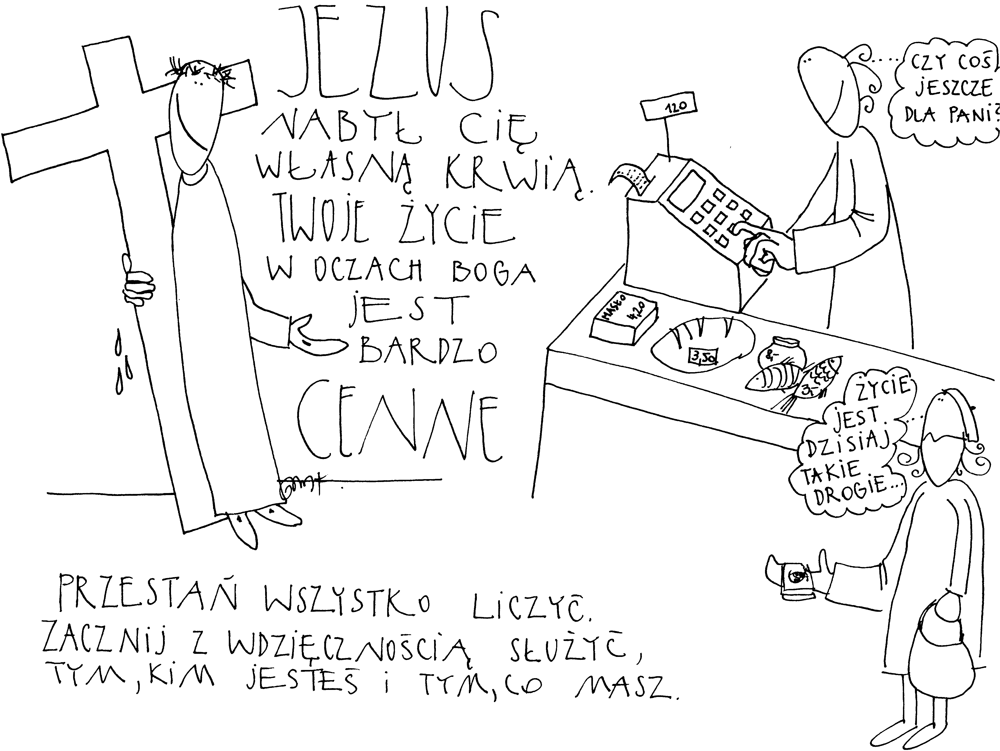 JEZUS
NABYŁ CIĘ
WŁASNĄ KRWIĄ.
TWOJE ŻYCIE
W OCZACH BOGA
JEST
BARDZO
CENNE
120
CZY COŚ
JESZCZE
DLA PANI?
MASŁO
4,20
3,50
8,-
3,-
ŻYCIE
JEST
DZISIAJ
TAKIE
DROGIE...
PRZESTAŃ WSZYSTKO LICZYĆ.
ZACZNIJ Z WDZIĘCZNOŚCIĄ SŁUŻYĆ,
TYM, KIM JESTEŚ I TYM, CO MASZ.